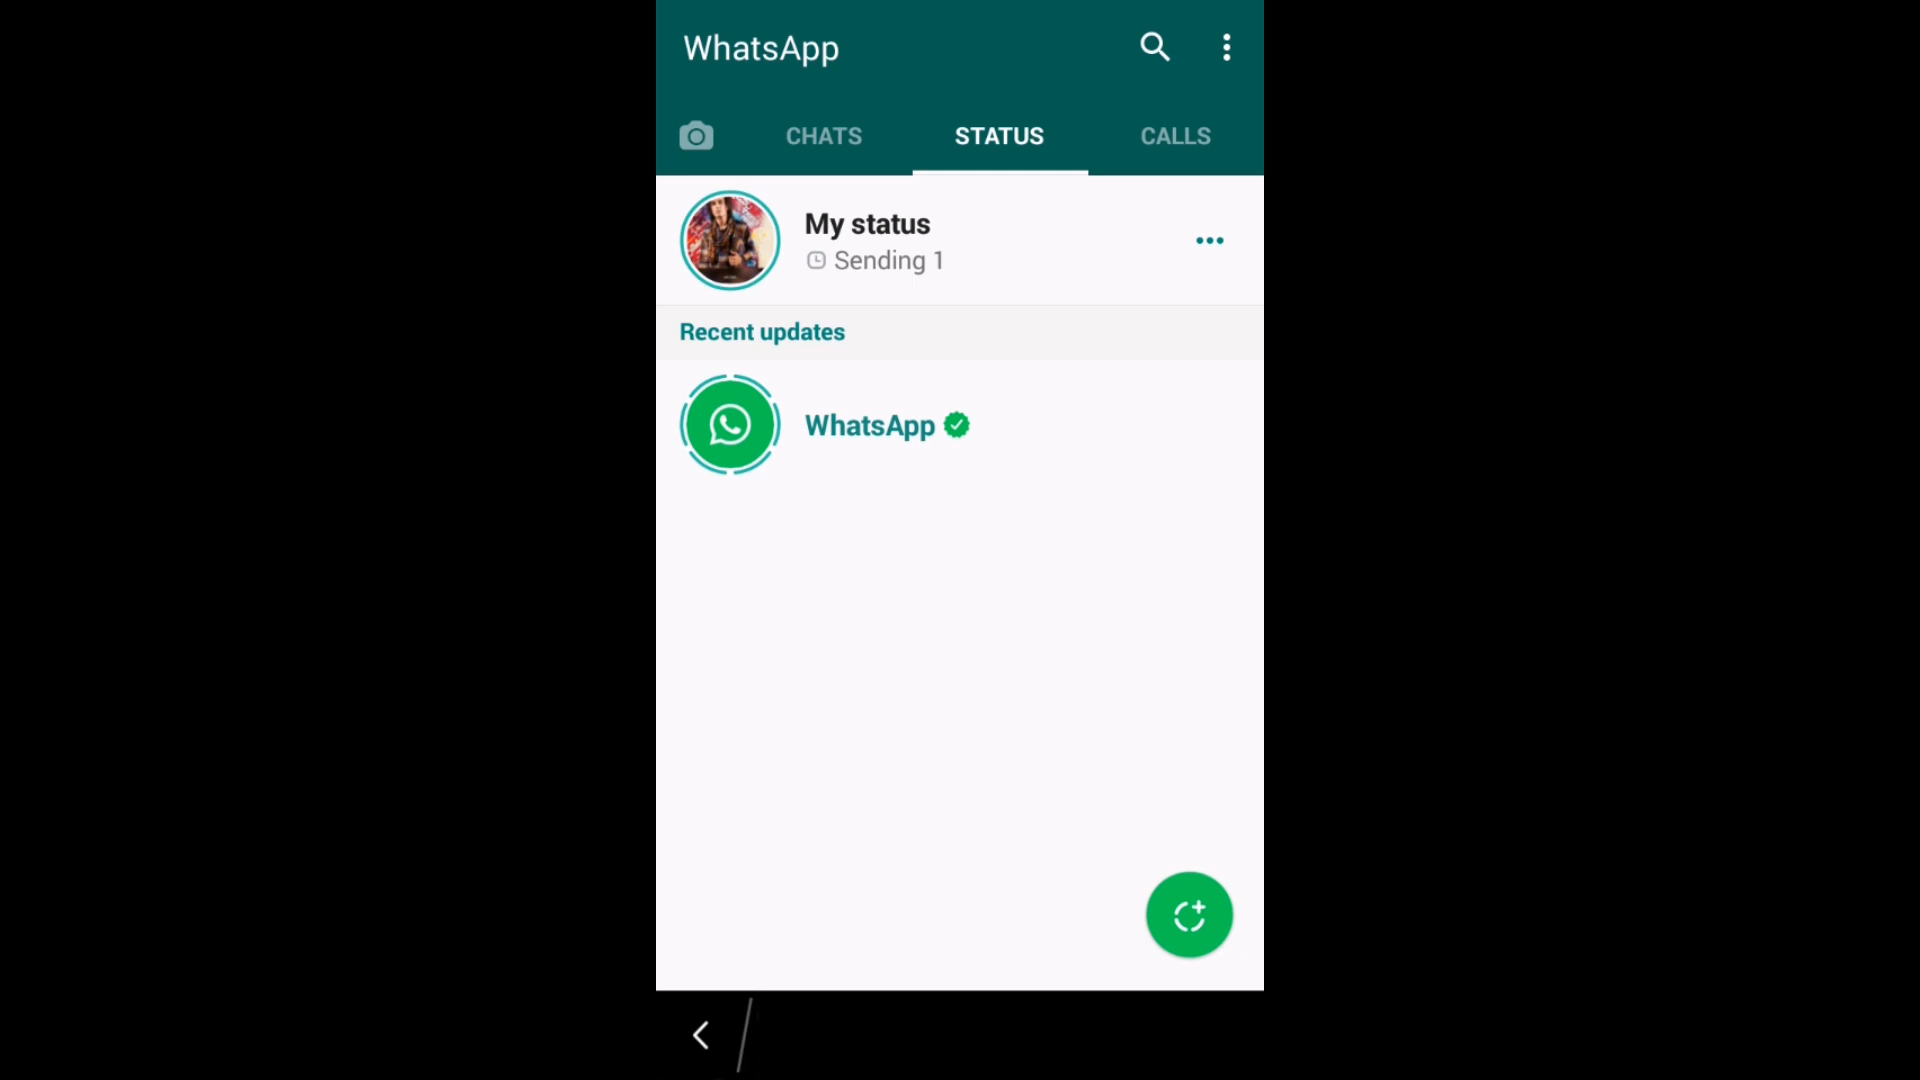 WhatsApp
CHATS
STATUS
CALLS
My status
Sending 1
Recent updates
WhatsApp